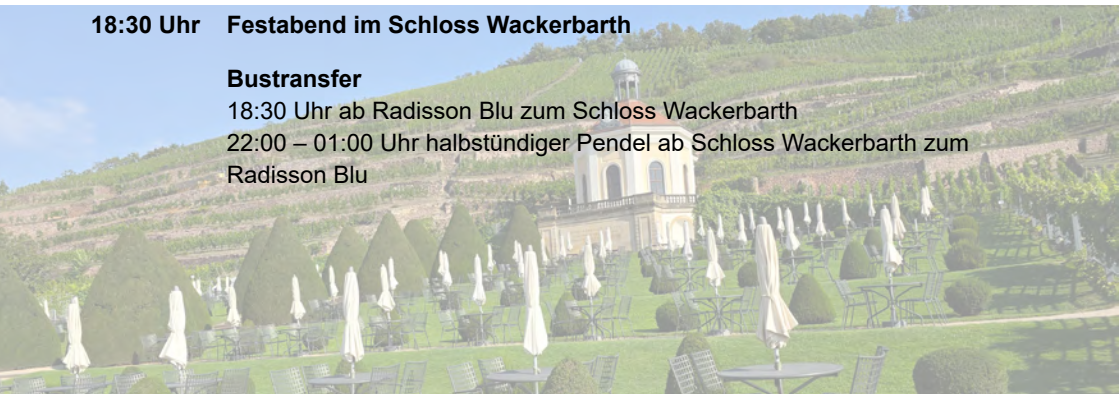 18:30 Uhr Festabend im Schloss Wackerbarth
Bustransfer
18:30 Uhr ab Radisson Blu zum Schloss Wackerbarth
22:00 – 01:00 Uhr halbstündiger Pendel ab Schloss Wackerbarth zum
Radisson Blu